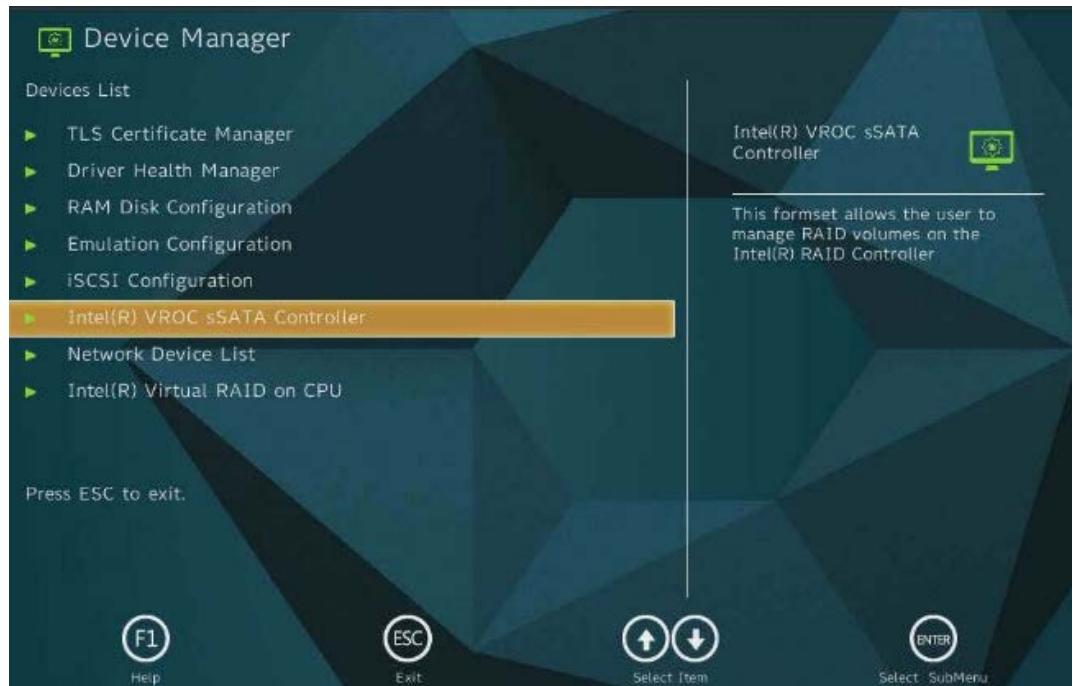 Device Manager
Devices List
TLS Certificate Manager
Driver Health Manager
RAM Disk Configuration
Emulation Configuration
iSCSI Configuration
Intel(R) VROC sSATA Controller
Network Device List
Intel(R) Virtual RAID on CPU
Press ESC to exit.
Intel(R) VROC sSATA
Controller
This formset allows the user to
manage RAID volumes on the
Intel(R) RAID Controller
F1
Help
ESC
Exit
Select Item
ENTER
Select SubMenu